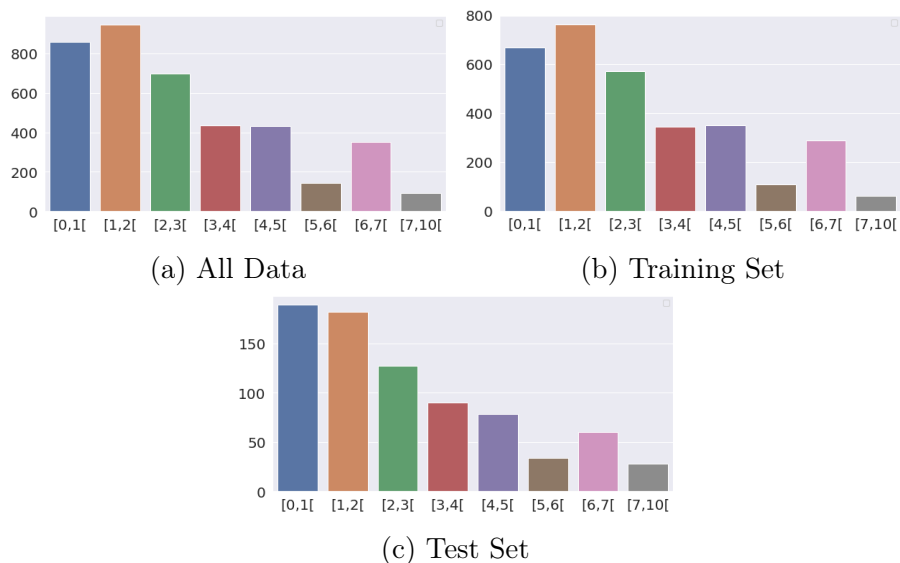 800
600
400
200
0
[0,1[ [1,2[ [2,3[ [3,4[ [4,5[ [5,6[ [6,7[ [7,10[
(a) All Data
800
600
400
200
0
[0,1[ [1,2[ [2,3[ [3,4[ [4,5[ [5,6[ [6,7[ [7,10[
(b) Training Set
150
100
50
0
[0,1[ [1,2[ [2,3[ [3,4[ [4,5[ [5,6[ [6,7[ [7,10[
(c) Test Set